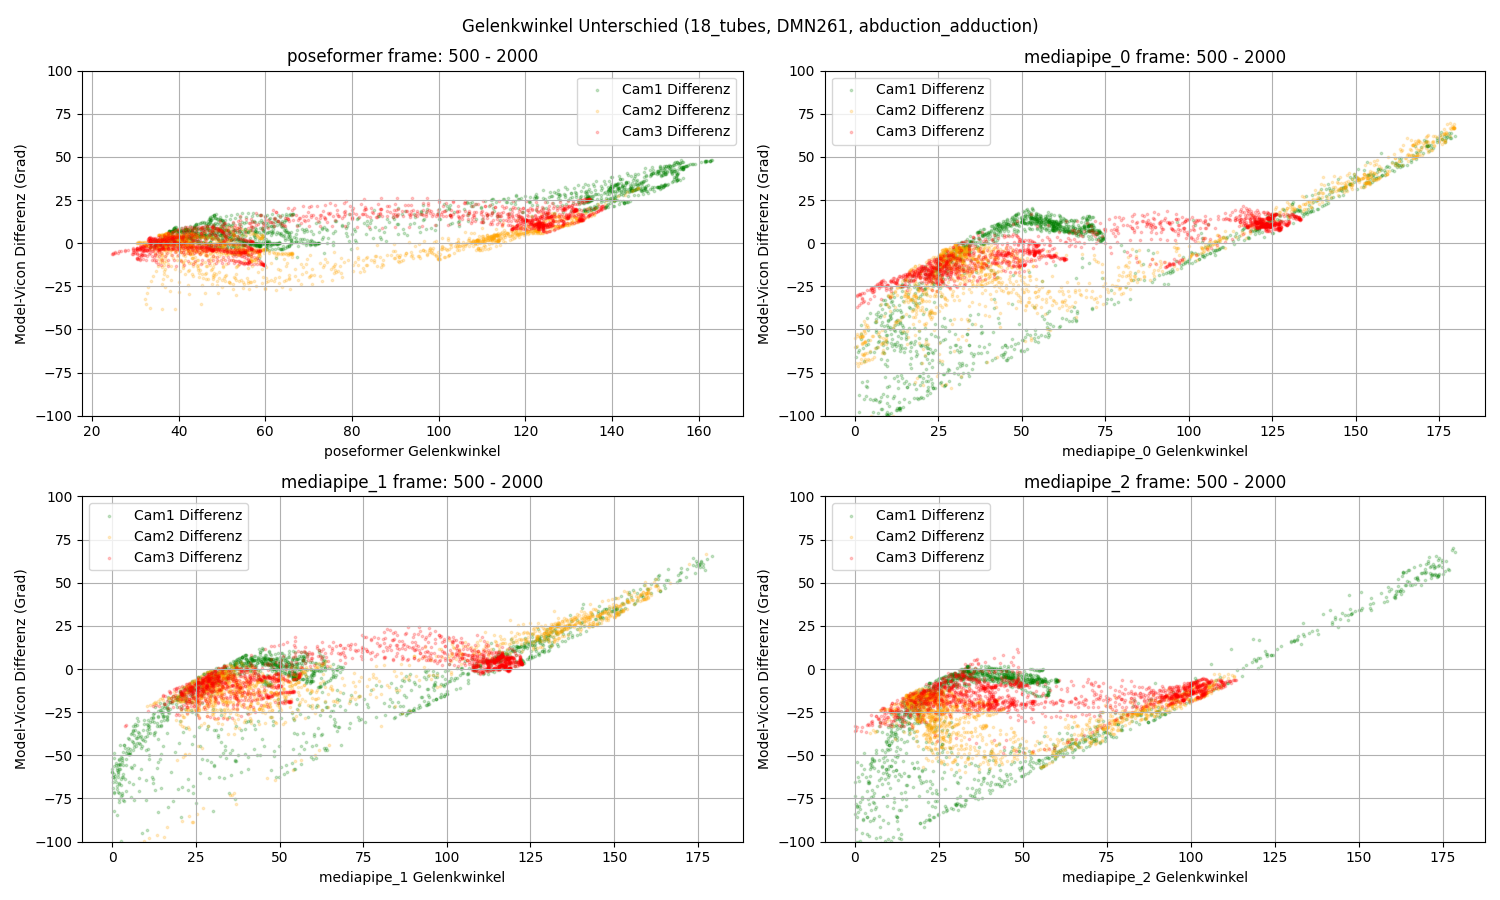 Gelenkwinkel Unterschied (18_tubes, DMN261, abduction_adduction)
poseformer frame: 500 - 2000
100
75
50
25
0
−25
−50
−75
−100
Model-Vicon Differenz (Grad)
Cam1 Differenz
Cam2 Differenz
Cam3 Differenz
20 40 60 80 100 120 140 160
poseformer Gelenkwinkel
mediapipe_0 frame: 500 - 2000
100
75
50
25
0
−25
−50
−75
−100
Model-Vicon Differenz (Grad)
Cam1 Differenz
Cam2 Differenz
Cam3 Differenz
0 25 50 75 100 125 150 175
mediapipe_0 Gelenkwinkel
mediapipe_1 frame: 500 - 2000
100
75
50
25
0
−25
−50
−75
−100
Model-Vicon Differenz (Grad)
Cam1 Differenz
Cam2 Differenz
Cam3 Differenz
0 25 50 75 100 125 150 175
mediapipe_1 Gelenkwinkel
mediapipe_2 frame: 500 - 2000
100
75
50
25
0
−25
−50
−75
−100
Model-Vicon Differenz (Grad)
Cam1 Differenz
Cam2 Differenz
Cam3 Differenz
0 25 50 75 100 125 150 175
mediapipe_2 Gelenkwinkel